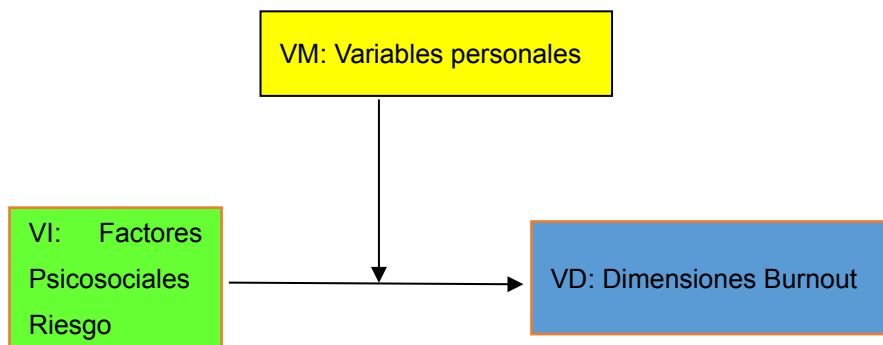 VM: Variables personales
VI: Factores
Psicosociales
Riesgo
VD: Dimensiones Burnout